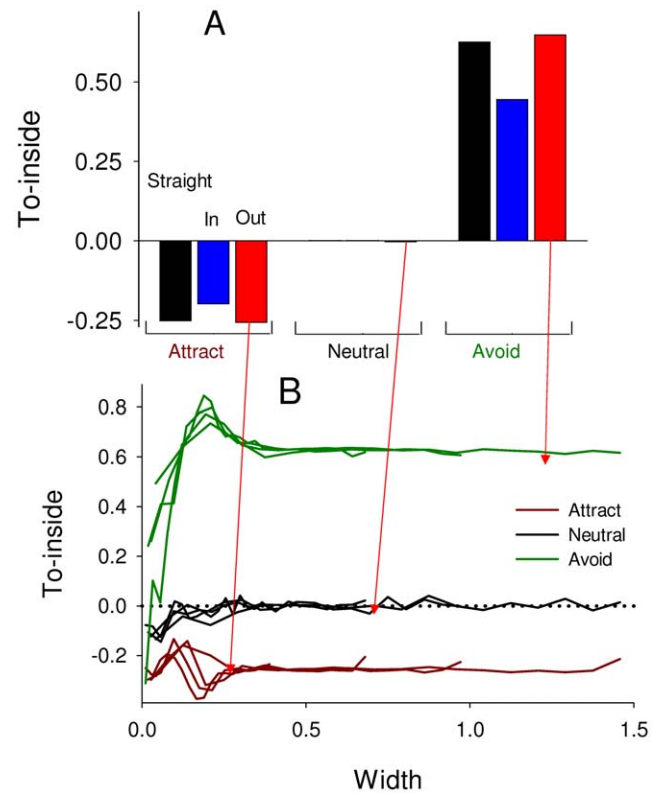 A
To-inside
0.50
0.25
0.00
-0.25
Straight
In
Out
Attract
Neutral
Avoid
B
To-inside
0.8
0.6
0.4
0.2
0.0
-0.2
Attract
Neutral
Avoid
0.0
0.5
1.0
1.5
Width